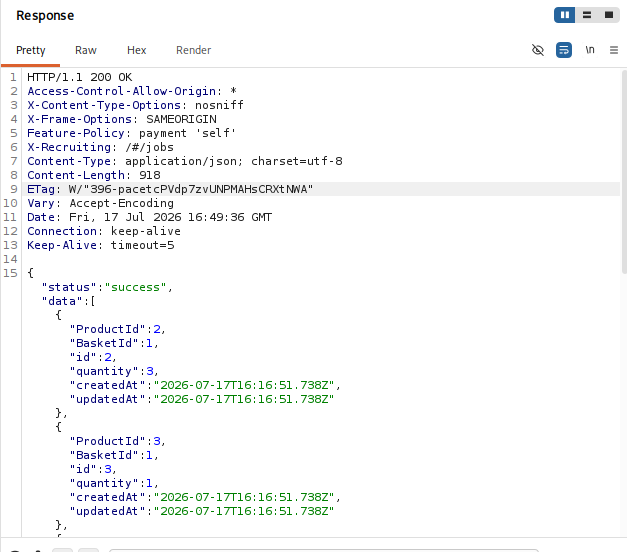 Response
Pretty Raw Hex Render \n
1 HTTP/1.1 200 OK
2 Access-Control-Allow-Origin: *
3 X-Content-Type-Options: nosniff
4 X-Frame-Options: SAMEORIGIN
5 Feature-Policy: payment 'self'
6 X-Recruiting: /#/jobs
7 Content-Type: application/json; charset=utf-8
8 Content-Length: 918
9 ETag: W/"396-pacetcPVdp7zvUNPMAHsCRXtNWA"
10 Vary: Accept-Encoding
11 Date: Fri, 17 Jul 2026 16:49:36 GMT
12 Connection: keep-alive
13 Keep-Alive: timeout=5
14
15 {
"status":"success",
"data":[
{
"ProductId":2,
"BasketId":1,
"id":2,
"quantity":3,
"createdAt":"2026-07-17T16:16:51.738Z",
"updatedAt":"2026-07-17T16:16:51.738Z"
},
{
"ProductId":3,
"BasketId":1,
"id":3,
"quantity":1,
"createdAt":"2026-07-17T16:16:51.738Z",
"updatedAt":"2026-07-17T16:16:51.738Z"
},